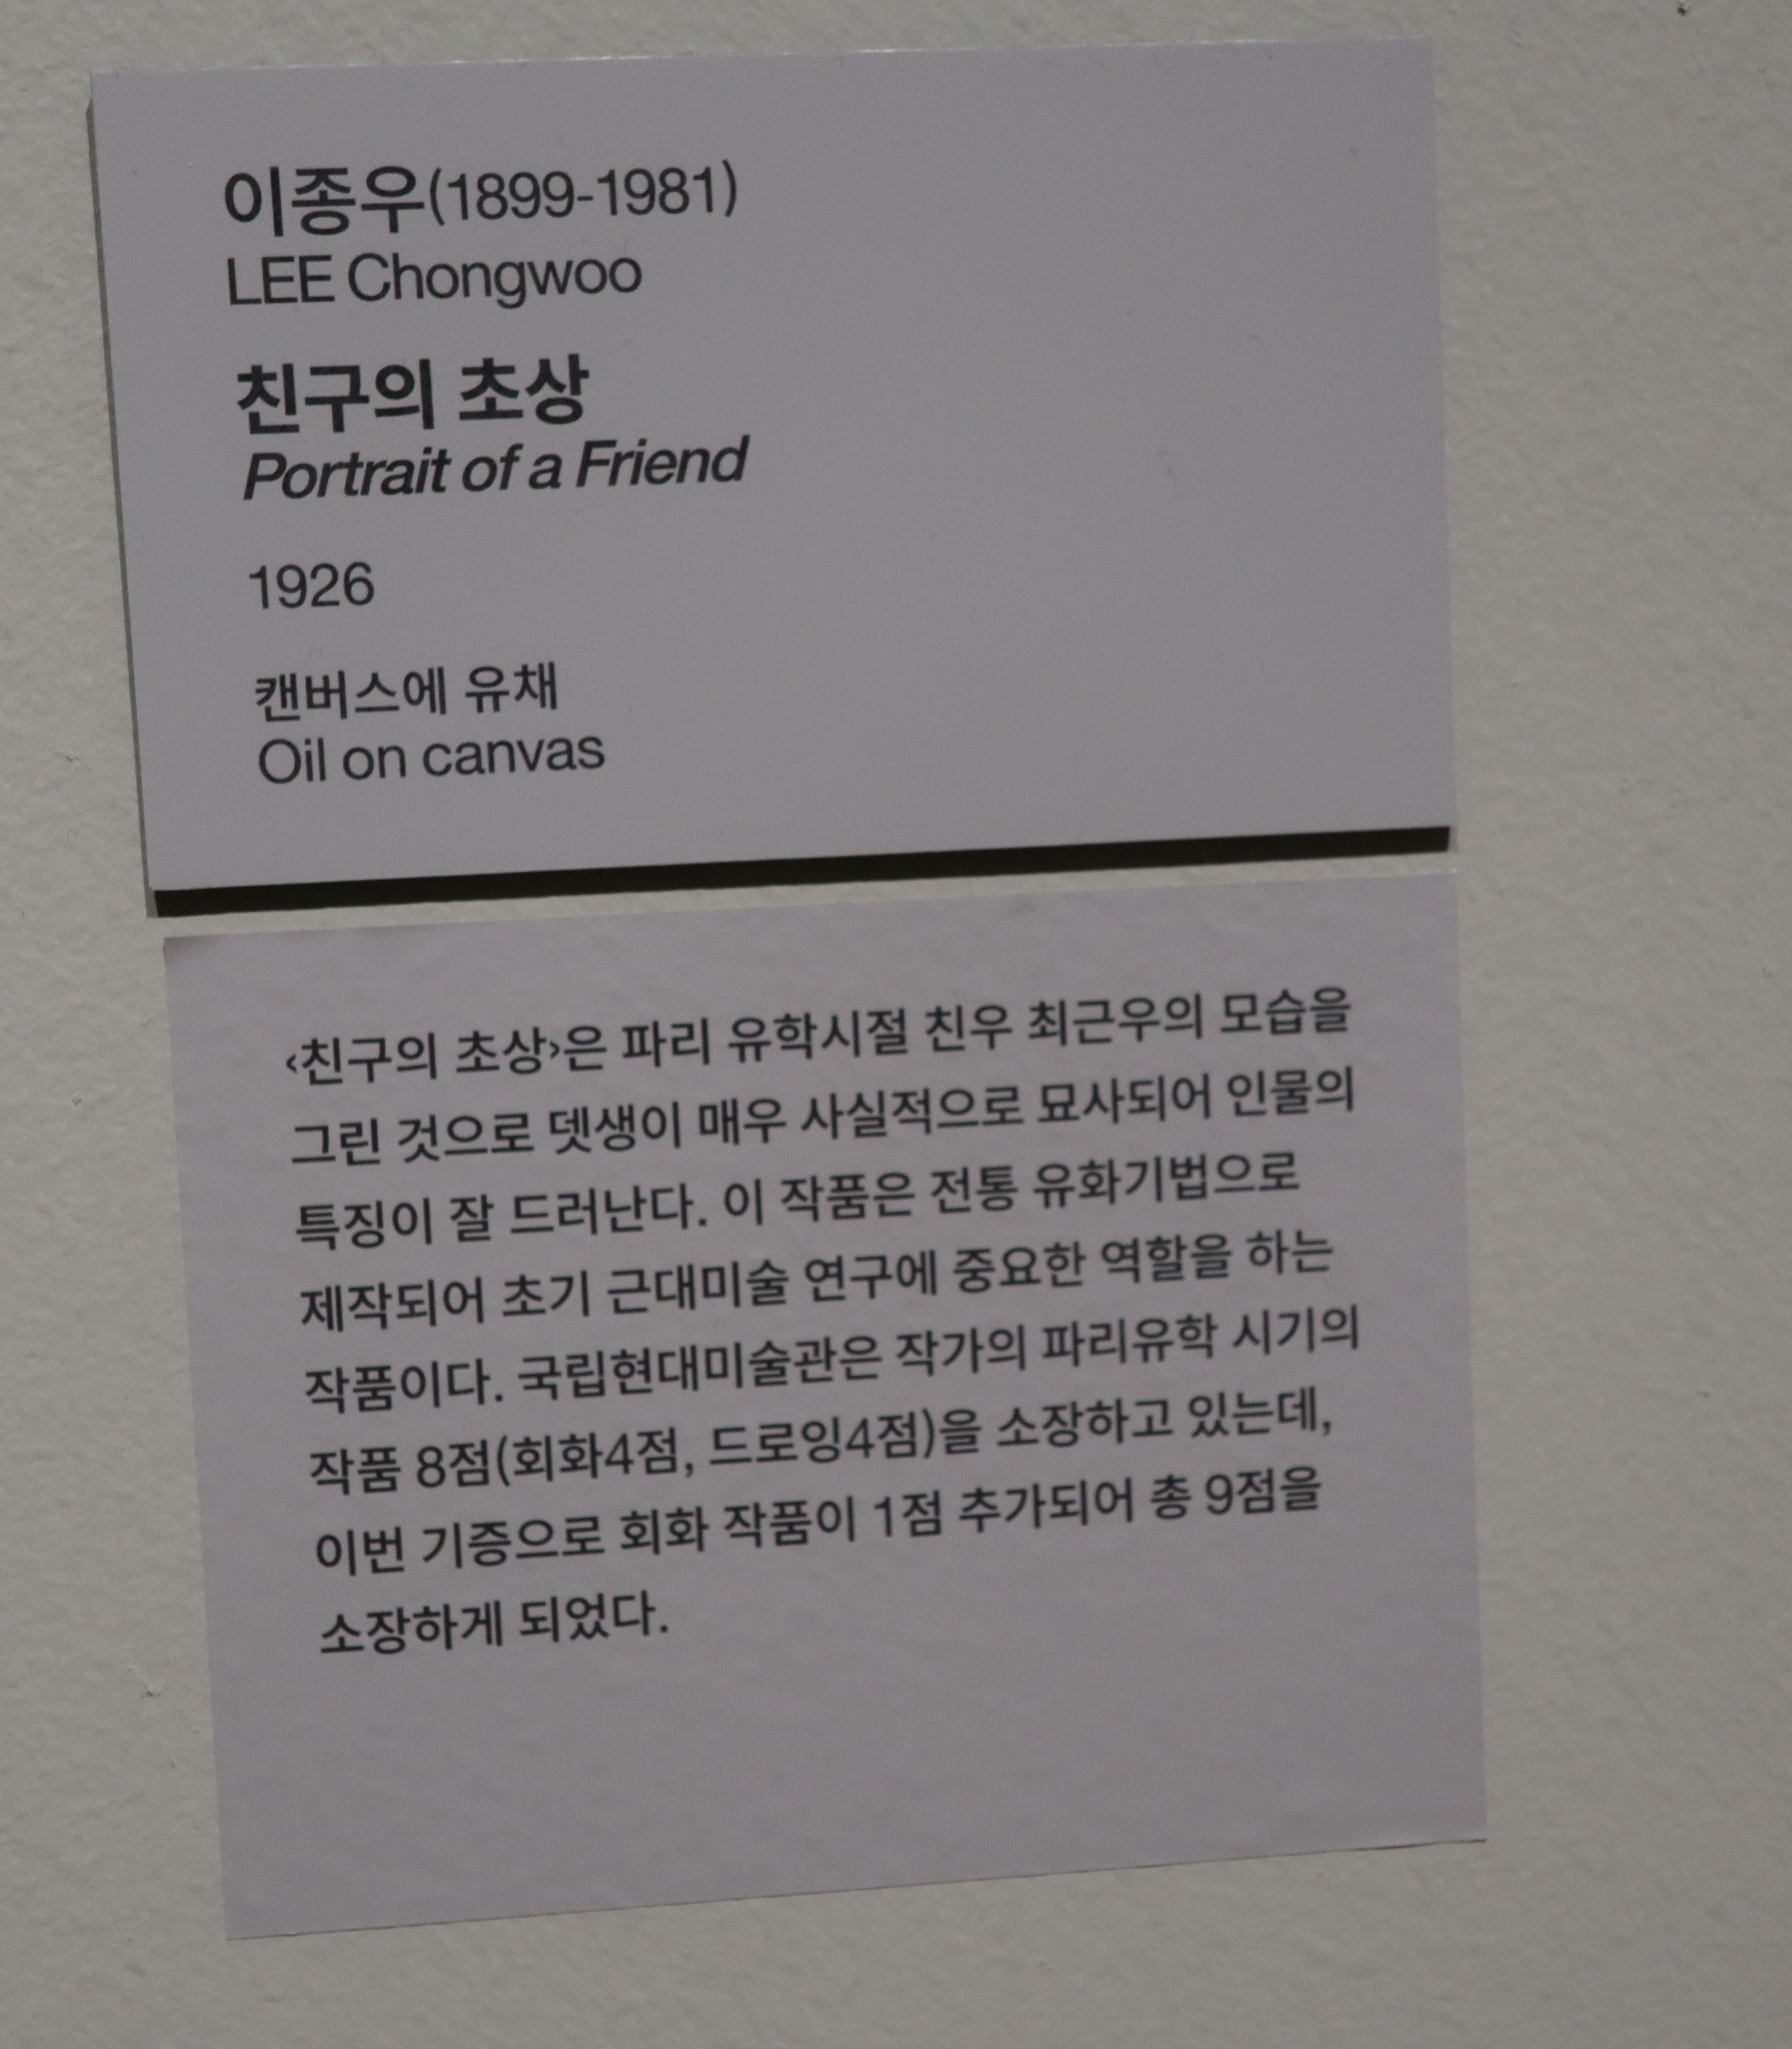 이종우(1899-1981)
LEE Chongwoo
친구의 초상
Portrait of a Friend
1926
캔버스에 유채
Oil on canvas
‹친구의 초상›은 파리 유학시절 친우 최근우의 모습을
그린 것으로 뎃생이 매우 사실적으로 묘사되어 인물의
특징이 잘 드러난다. 이 작품은 전통 유화기법으로
제작되어 초기 근대미술 연구에 중요한 역할을 하는
작품이다. 국립현대미술관은 작가의 파리유학 시기의
작품 8점(회화4점, 드로잉4점)을 소장하고 있는데,
이번 기증으로 회화 작품이 1점 추가되어 총 9점을
소장하게 되었다.